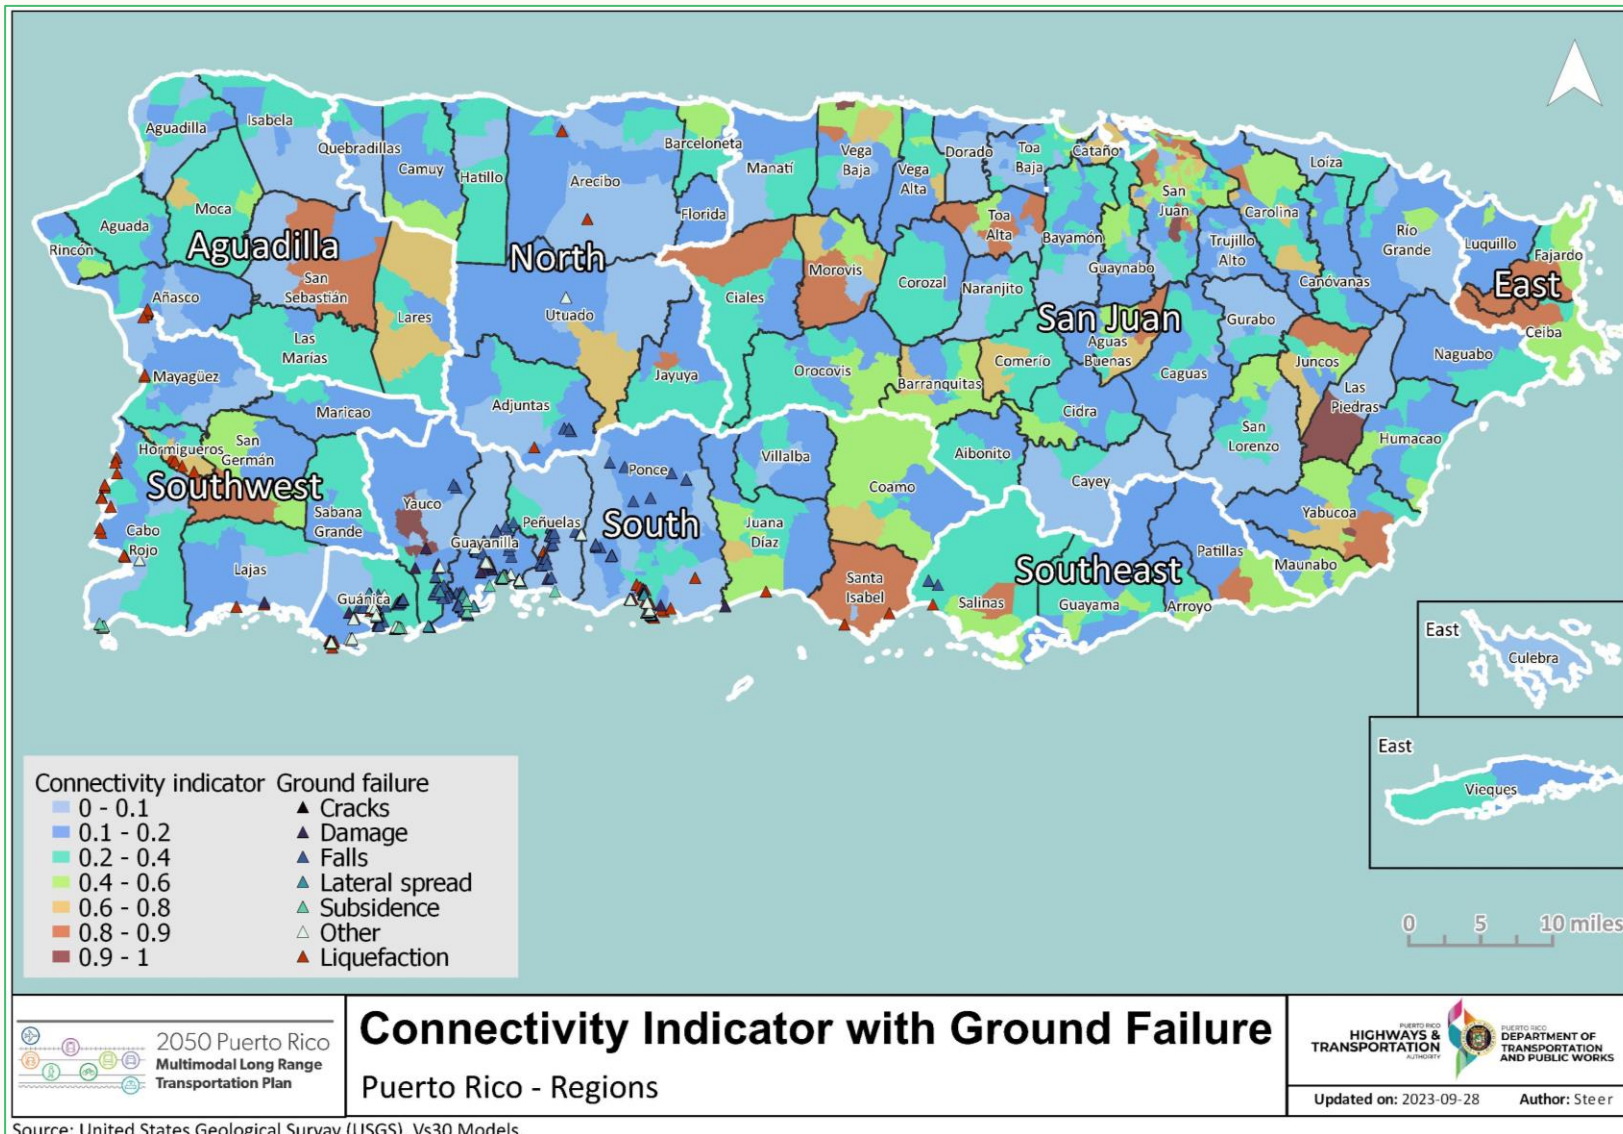 Aguadilla
Isabela
Quebradillas
Camuy
Hatillo
Arecibo
Barceloneta
Florida
Manatí
Vega
Baja
Vega
Alta
Dorado
Toa
Baja
Cataño
Loíza
San
Juan
Carolina
Río
Grande
Luquillo
Fajardo
Moca
Aguada
Rincón
Aguadilla
North
San
Sebastián
Añasco
Las
Marías
Lares
Utuado
Jayuya
Ciales
Morovis
Corozal
Toa
Alta
Bayamón
Naranjito
Guaynabo
Trujillo
Alto
Canóvanas
East
Ceiba
San Juan
Gurabo
Naguabo
Mayagüez
Maricao
Adjuntas
Orocovis
Barranquitas
Comerío
Aguas
Buenas
Caguas
Juncos
Las
Piedras
Humacao
Cidra
San
Lorenzo
Hormigueros
San
Germán
Southwest
Sabana
Grande
Cabo
Rojo
Lajas
Yauco
Guánica
Guayanilla
Peñuelas
Ponce
South
Villalba
Juana
Díaz
Coamo
Aibonito
Cayey
Yabucoa
Santa
Isabel
Salinas
Southeast
Guayama
Arroyo
Patillas
Maunabo
East
Culebra
East
Vieques
Connectivity indicator
0 - 0.1
0.1 - 0.2
0.2 - 0.4
0.4 - 0.6
0.6 - 0.8
0.8 - 0.9
0.9 - 1
Ground failure
Cracks
Damage
Falls
Lateral spread
Subsidence
Other
Liquefaction
0 5 10 miles
2050 Puerto Rico
Multimodal Long Range
Transportation Plan
Connectivity Indicator with Ground Failure
Puerto Rico - Regions
PUERTO RICO
HIGHWAYS &
TRANSPORTATION
AUTHORITY
PUERTO RICO
DEPARTMENT OF
TRANSPORTATION
AND PUBLIC WORKS
Updated on: 2023-09-28 Author: Steer
Source: United States Geological Survay (USGS), Vs30 Models